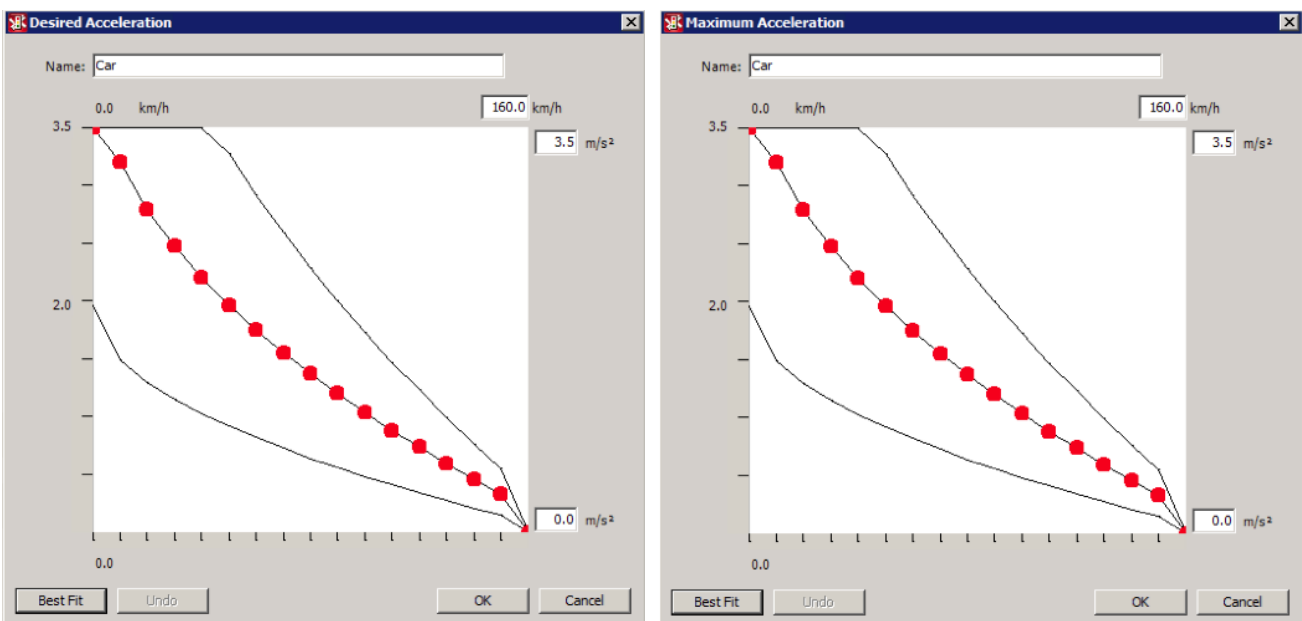 Desired Acceleration
Name: Car
0.0 km/h 160.0 km/h
3.5 3.5 m/s²
2.0
0.0 m/s²
0.0
Best Fit Undo OK Cancel
Maximum Acceleration
Name: Car
0.0 km/h 160.0 km/h
3.5 3.5 m/s²
2.0
0.0 m/s²
0.0
Best Fit Undo OK Cancel